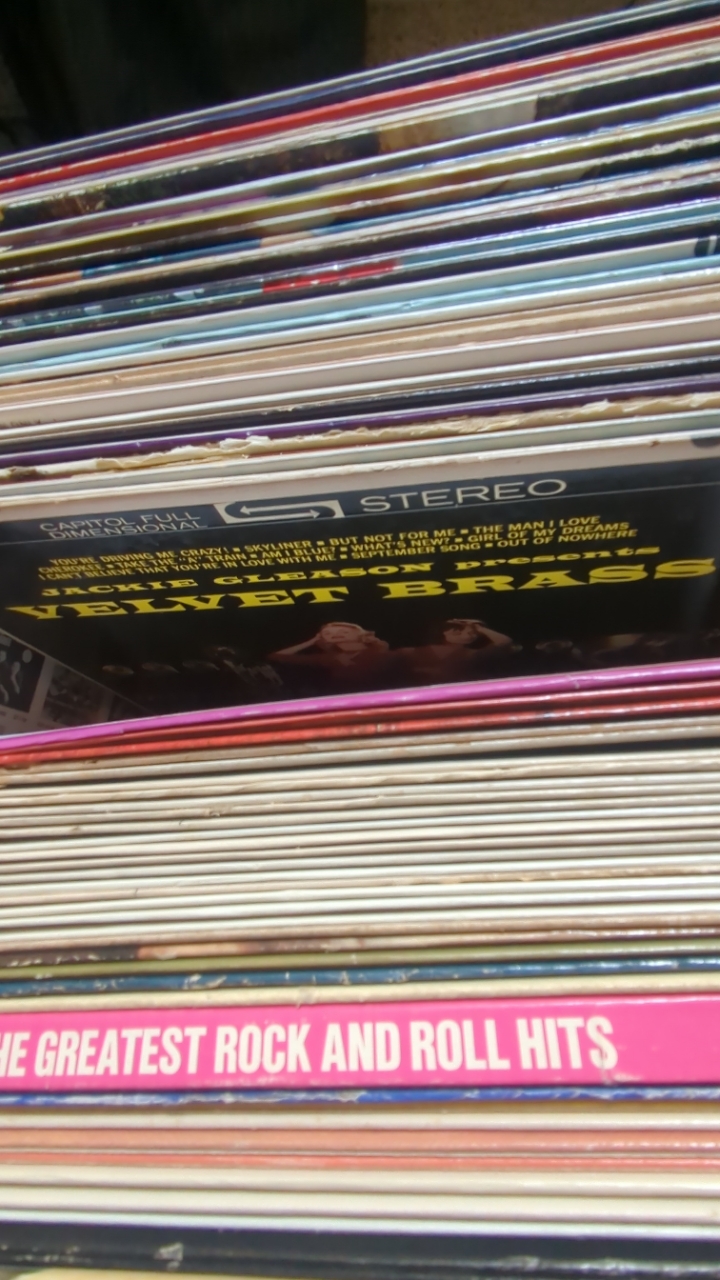 CAPITOL FULL
DIMENSIONAL
STEREO
YOU'RE DRIVING ME CRAZY! ■ SKYLINER ■ BUT NOT FOR ME ■ THE MAN I LOVE
■ TAKE THE "A" TRAIN ■ AM I BLUE? ■ WHAT'S NEW? ■ GIRL OF MY DREAMS
I CAN'T BELIEVE THAT YOU'RE IN LOVE WITH ME ■ SEPTEMBER SONG ■ OUT OF NOWHERE
JACKIE GLEASON presents
VELVET BRASS
HE GREATEST ROCK AND ROLL HITS